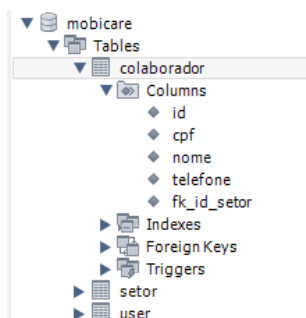 mobicare
Tables
colaborador
Columns
id
cpf
nome
telefone
fk_id_setor
Indexes
Foreign Keys
Triggers
setor
user